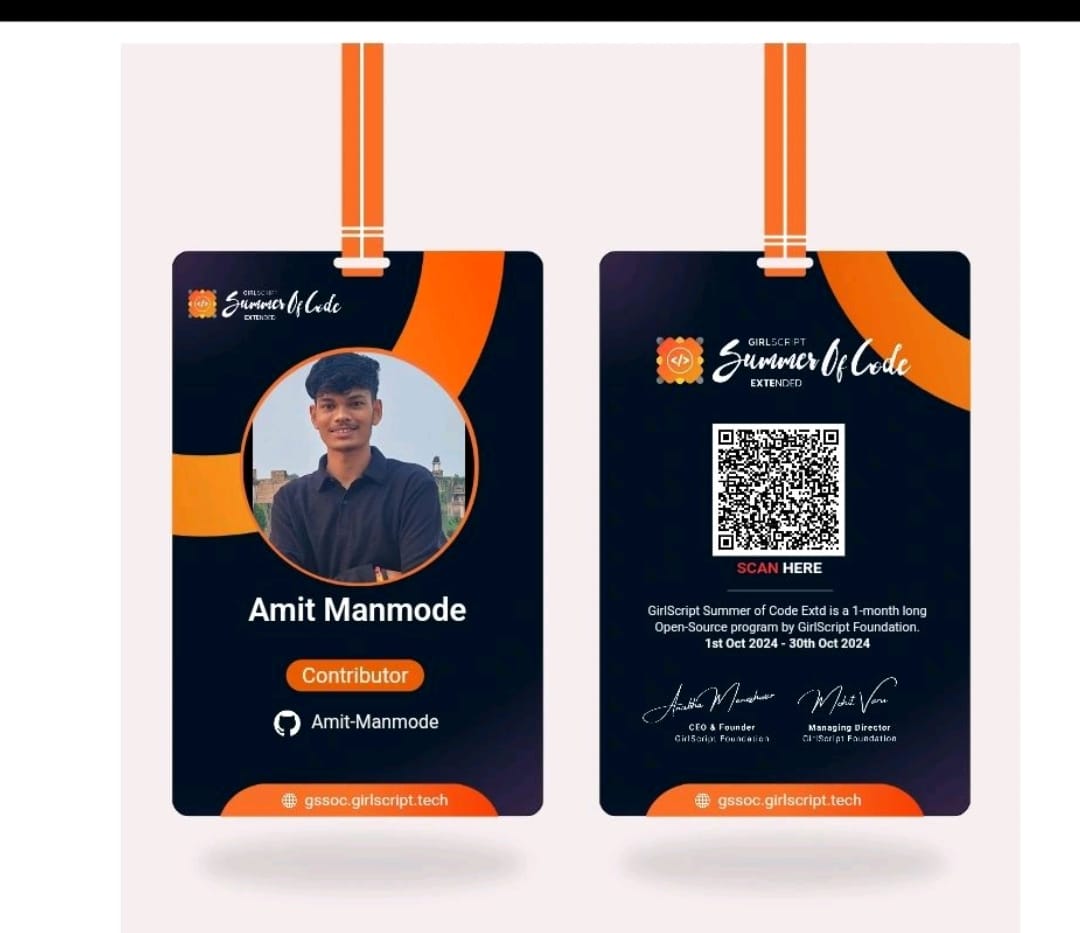 GIRLSCRIPT
Summer Of Code
EXTENDED
Amit Manmode
Contributor
Amit-Manmode
gssoc.girlscript.tech
GIRLSCRIPT
Summer Of Code
EXTENDED
SCAN HERE
GirlScript Summer of Code Extd is a 1-month long
Open-Source program by GirlScript Foundation.
1st Oct 2024 - 30th Oct 2024
CEO & Founder
GirlScript Foundation
Managing Director
GirlScript Foundation
gssoc.girlscript.tech